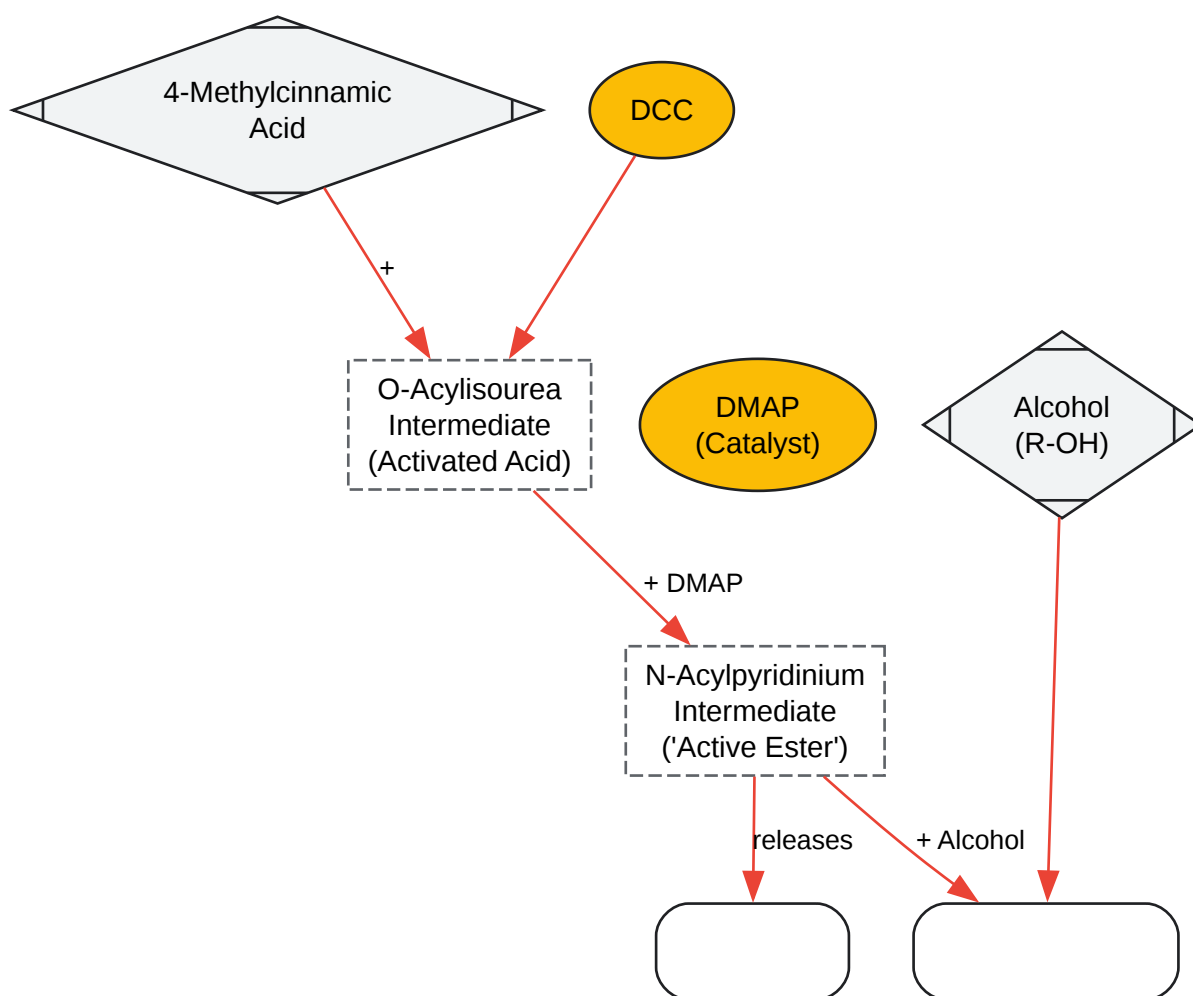 4-Methylcinnamic
Acid
DCC
+
O-Acylisourea
Intermediate
(Activated Acid)
DMAP
(Catalyst)
Alcohol
(R-OH)
+ DMAP
N-Acylpyridinium
Intermediate
('Active Ester')
releases
+ Alcohol